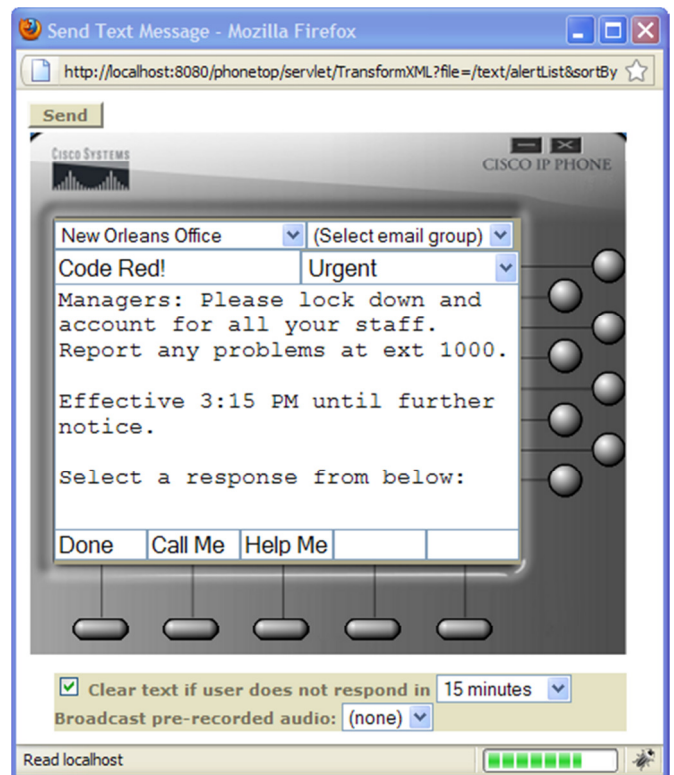 Send Text Message - Mozilla Firefox
http://localhost:8080/phonetop/servlet/TransformXML?file=/text/alertList&sortBy
Send
CISCO SYSTEMS
CISCO IP PHONE
New Orleans Office (Select email group)
Code Red! Urgent
Managers: Please lock down and
account for all your staff.
Report any problems at ext 1000.
Effective 3:15 PM until further
notice.
Select a response from below:
Done Call Me Help Me
Clear text if user does not respond in 15 minutes
Broadcast pre-recorded audio: (none)
Read localhost